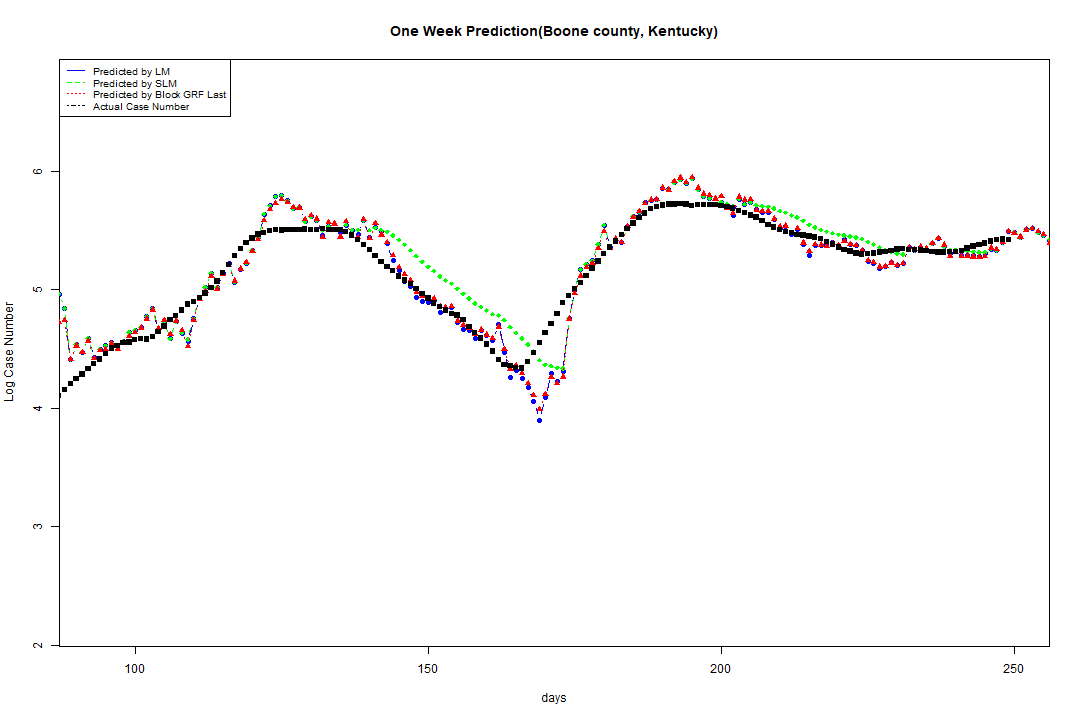 One Week Prediction(Boone county, Kentucky)
Predicted by LM
Predicted by SLM
Predicted by Block GRF Last
Actual Case Number
6
5
4
3
2
Log Case Number
100 150 200 250
days